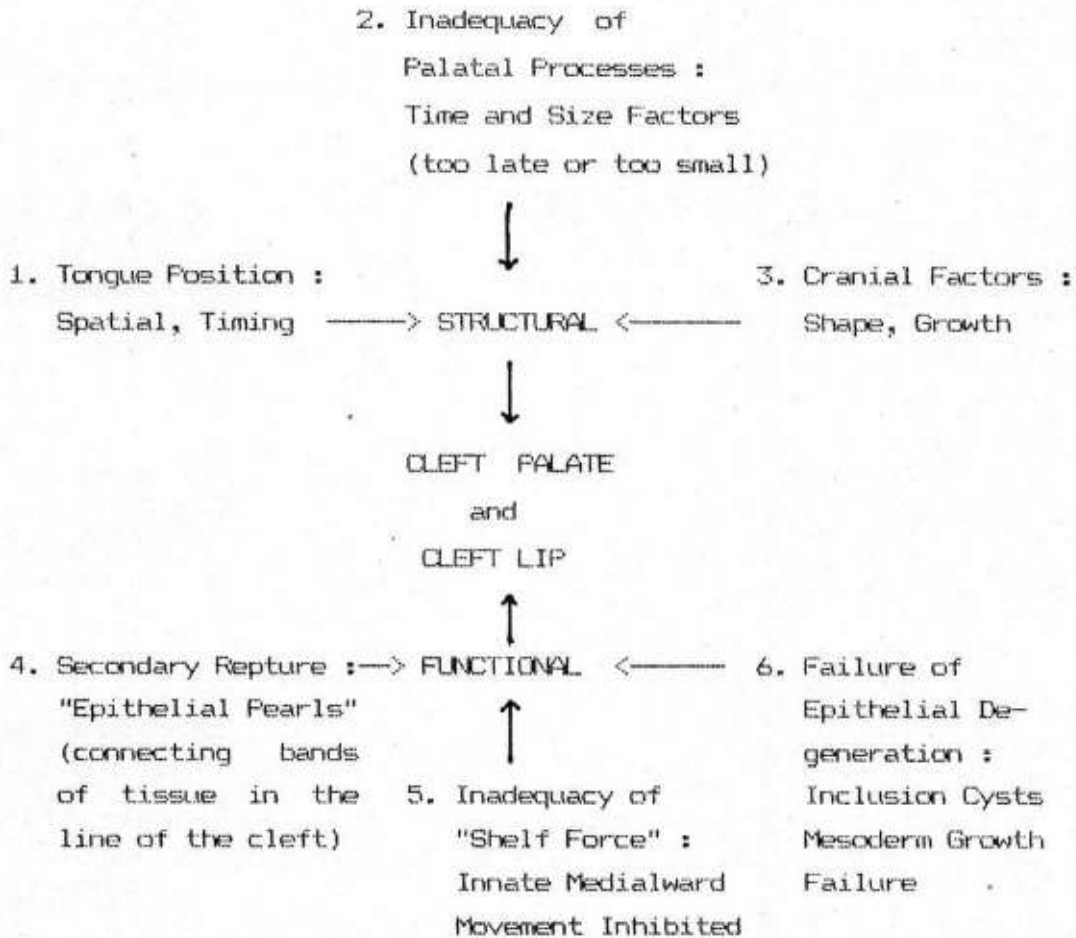 2. Inadequacy of
Palatal Processes :
Time and Size Factors
(too late or too small)
1. Tongue Position :
Spatial, Timing
STRUCTURAL
3. Cranial Factors :
Shape, Growth
CLEFT PALATE
and
CLEFT LIP
4. Secondary Repture :
"Epithelial Pearls"
(connecting bands
of tissue in the
line of the cleft)
FUNCTIONAL
5. Inadequacy of
"Shelf Force" :
Innate Medialward
Movement Inhibited
6. Failure of
Epithelial De-
generation :
Inclusion Cysts
Mesoderm Growth
Failure